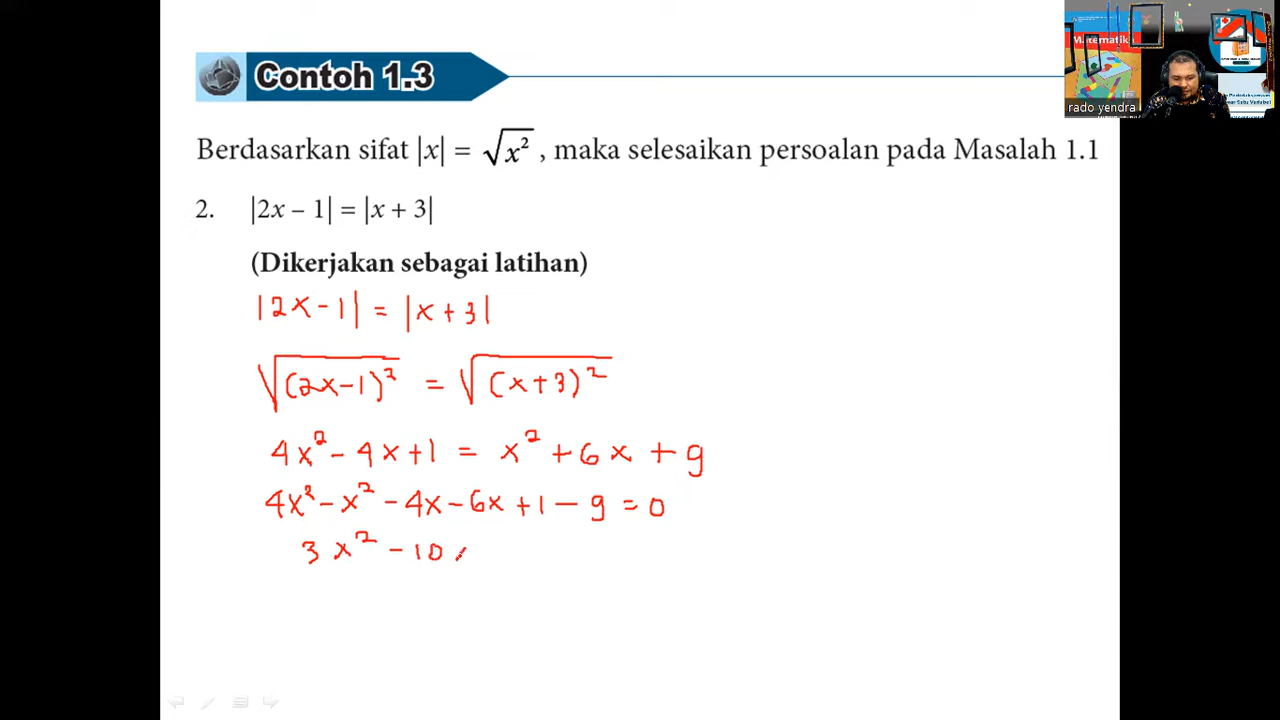 Matematika
rado yendra
Contoh 1.3
Berdasarkan sifat |x| = √x², maka selesaikan persoalan pada Masalah 1.1
2. |2x – 1| = |x + 3|
(Dikerjakan sebagai latihan)
|2x - 1| = |x + 3|
√(2x-1)² = √(x+3)²
4x² - 4x + 1 = x² + 6x + 9
4x² - x² - 4x - 6x + 1 - 9 = 0
3x² - 10